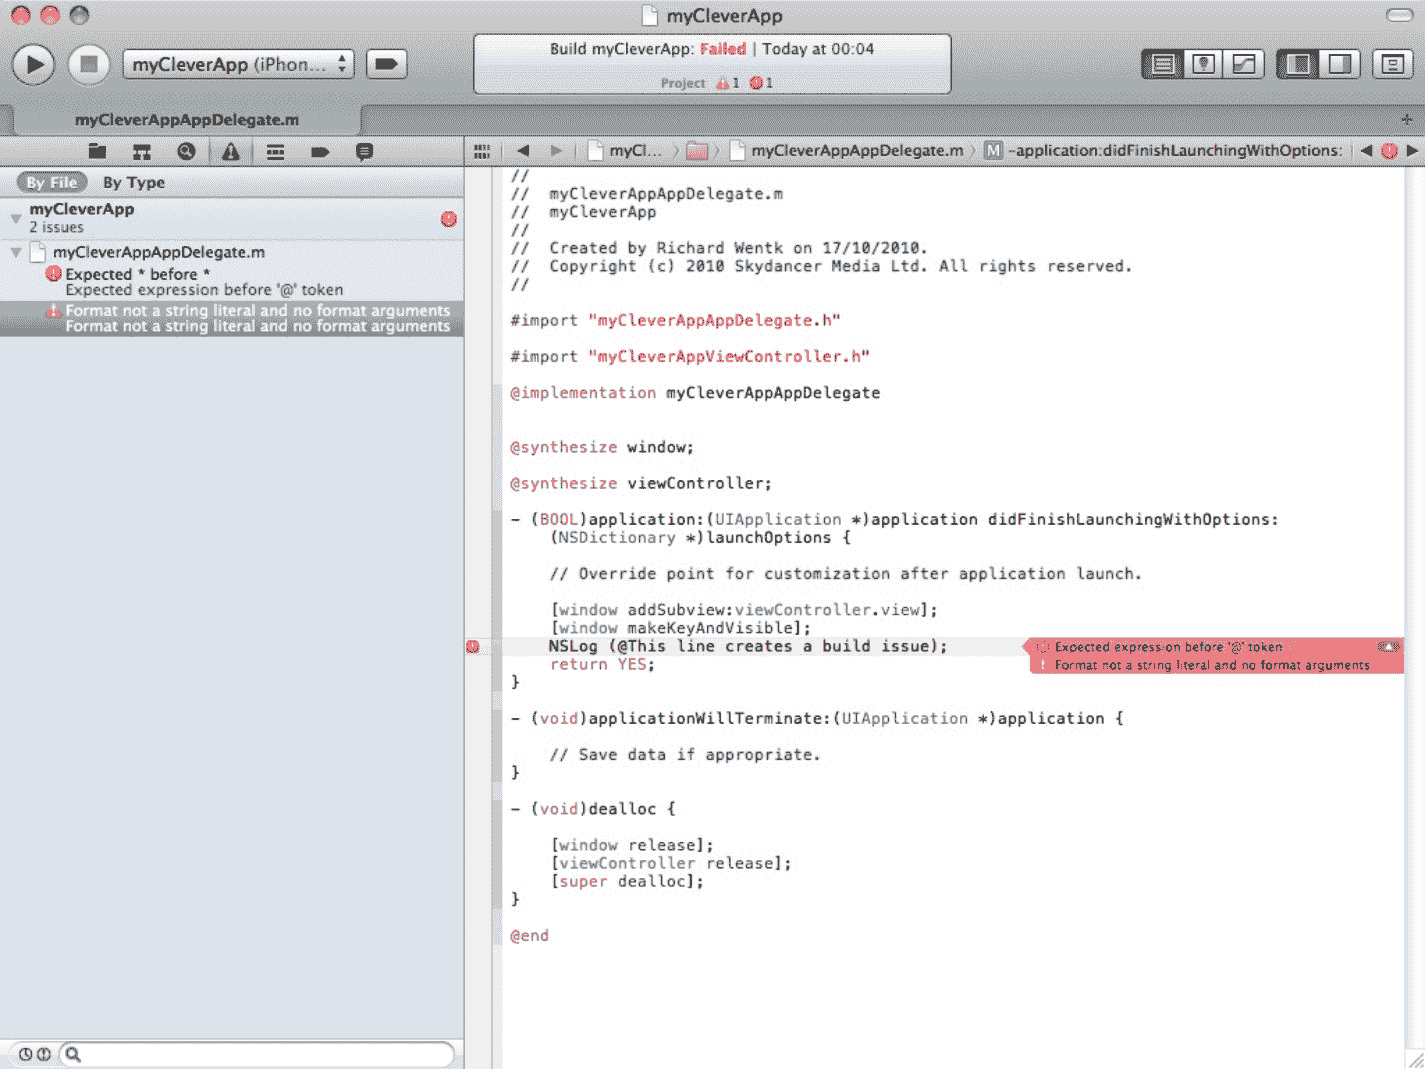 myCleverApp
myCleverApp (iPhon...
Build myCleverApp: Failed | Today at 00:04
Project 1 1
myCleverAppAppDelegate.m
myCl... myCleverAppAppDelegate.m M -application:didFinishLaunchingWithOptions:
By File By Type
myCleverApp
2 issues
myCleverAppAppDelegate.m
Expected * before *
Expected expression before '@' token
Format not a string literal and no format arguments
Format not a string literal and no format arguments
//
// myCleverAppAppDelegate.m
// myCleverApp
//
// Created by Richard Wentk on 17/10/2010.
// Copyright (c) 2010 Skydancer Media Ltd. All rights reserved.
//
#import "myCleverAppAppDelegate.h"
#import "myCleverAppViewController.h"
@implementation myCleverAppAppDelegate
@synthesize window;
@synthesize viewController;
- (BOOL)application:(UIApplication *)application didFinishLaunchingWithOptions:
(NSDictionary *)launchOptions {
// Override point for customization after application launch.
[window addSubview:viewController.view];
[window makeKeyAndVisible];
NSLog (@This line creates a build issue);
Expected expression before '@' token
return YES;
Format not a string literal and no format arguments
}
- (void)applicationWillTerminate:(UIApplication *)application {
// Save data if appropriate.
}
- (void)dealloc {
[window release];
[viewController release];
[super dealloc];
}
@end